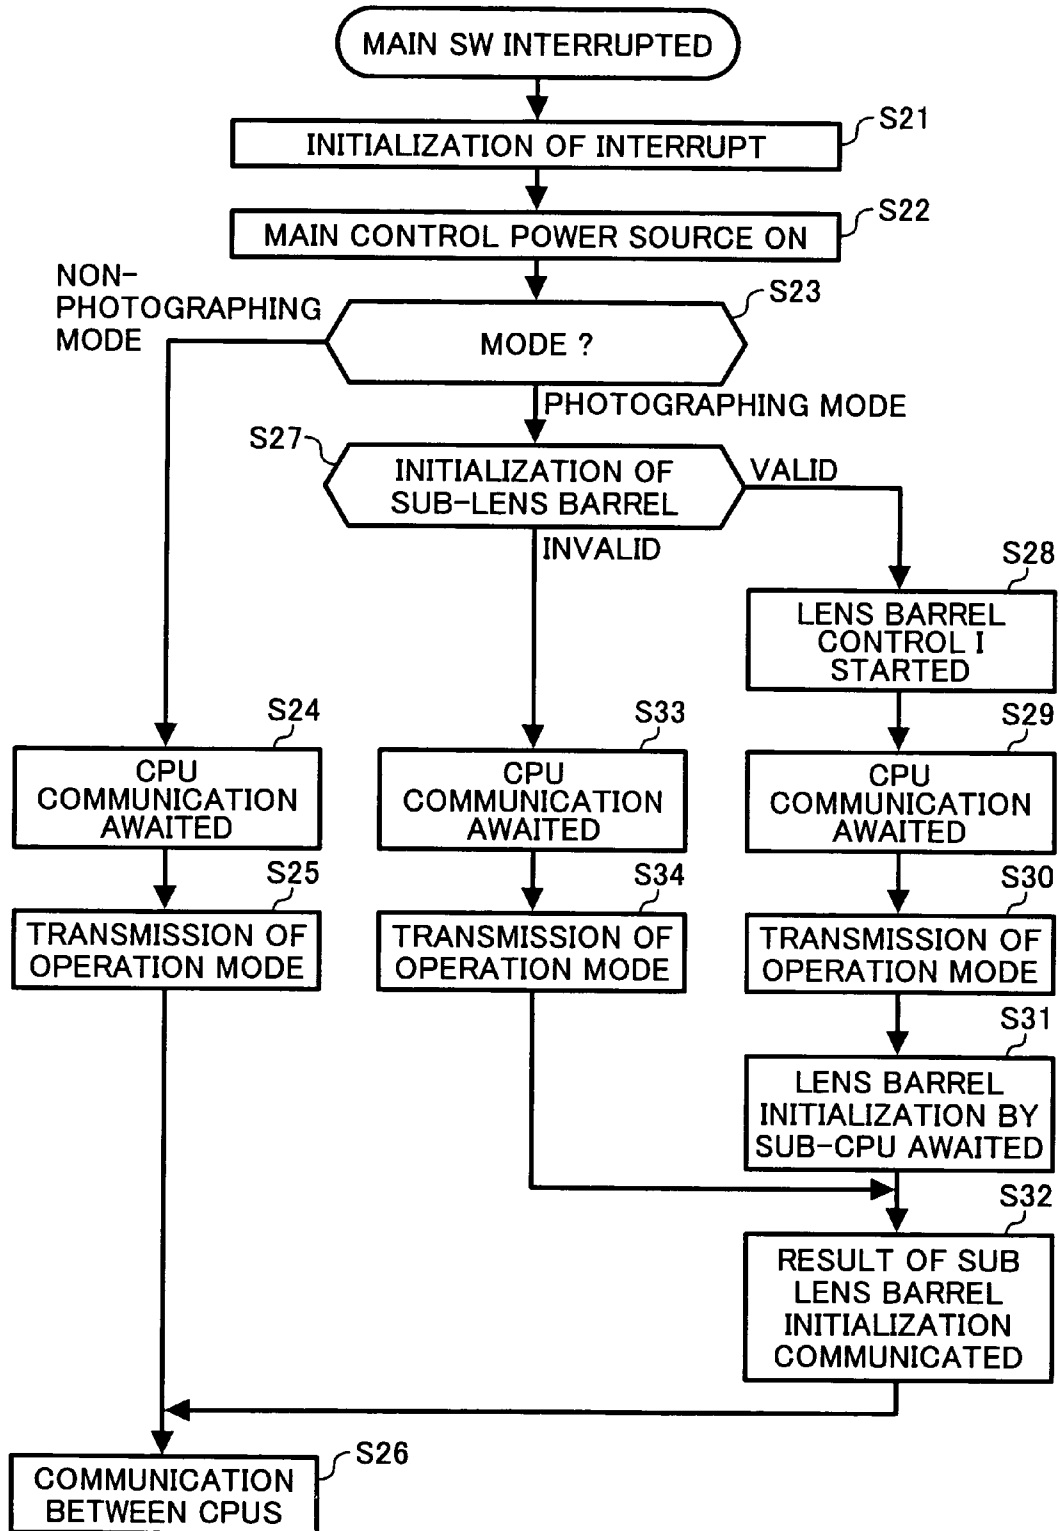 MAIN SW INTERRUPTED
S21
INITIALIZATION OF INTERRUPT
S22
MAIN CONTROL POWER SOURCE ON
NON-
PHOTOGRAPHING
MODE
S23
MODE ?
PHOTOGRAPHING MODE
S27
INITIALIZATION OF
SUB-LENS BARREL
VALID
INVALID
S28
LENS BARREL
CONTROL I
STARTED
S24
CPU
COMMUNICATION
AWAITED
S33
CPU
COMMUNICATION
AWAITED
S29
CPU
COMMUNICATION
AWAITED
S25
TRANSMISSION OF
OPERATION MODE
S34
TRANSMISSION OF
OPERATION MODE
S30
TRANSMISSION OF
OPERATION MODE
S31
LENS BARREL
INITIALIZATION BY
SUB-CPU AWAITED
S32
RESULT OF SUB
LENS BARREL
INITIALIZATION
COMMUNICATED
S26
COMMUNICATION
BETWEEN CPUS